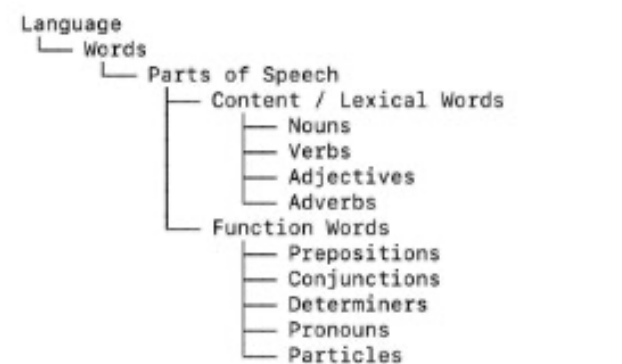 Language
Words
Parts of Speech
Content / Lexical Words
Nouns
Verbs
Adjectives
Adverbs
Function Words
Prepositions
Conjunctions
Determiners
Pronouns
Particles